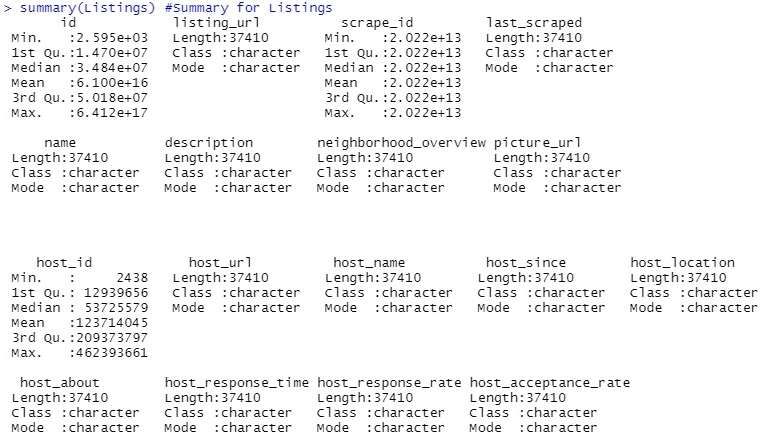 > summary(Listings) #Summary for Listings
       id            listing_url          scrape_id         last_scraped
 Min.   :2.595e+03   Length:37410       Min.   :2.022e+13   Length:37410
 1st Qu.:1.470e+07   Class :character   1st Qu.:2.022e+13   Class :character
 Median :3.484e+07   Mode  :character   Median :2.022e+13   Mode  :character
 Mean   :6.100e+16                      Mean   :2.022e+13
 3rd Qu.:5.018e+07                      3rd Qu.:2.022e+13
 Max.   :6.412e+17                      Max.   :2.022e+13
     name           description        neighborhood_overview picture_url
 Length:37410       Length:37410       Length:37410          Length:37410
 Class :character   Class :character   Class :character      Class :character
 Mode  :character   Mode  :character   Mode  :character      Mode  :character
    host_id            host_url          host_name          host_since        host_location
 Min.   :     2438   Length:37410       Length:37410       Length:37410       Length:37410
 1st Qu.: 12939656   Class :character   Class :character   Class :character   Class :character
 Median : 53725579   Mode  :character   Mode  :character   Mode  :character   Mode  :character
 Mean   :123714045
 3rd Qu.:209373797
 Max.   :462393661
  host_about        host_response_time host_response_rate host_acceptance_rate
 Length:37410       Length:37410       Length:37410       Length:37410
 Class :character   Class :character   Class :character   Class :character
 Mode  :character   Mode  :character   Mode  :character   Mode  :character